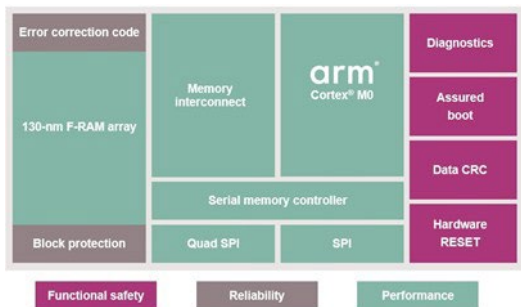 Error correction code
130-nm F-RAM array
Block protection
Memory
interconnect
arm®
Cortex® M0
Serial memory controller
Quad SPI
SPI
Diagnostics
Assured
boot
Data CRC
Hardware
RESET
Functional safety
Reliability
Performance